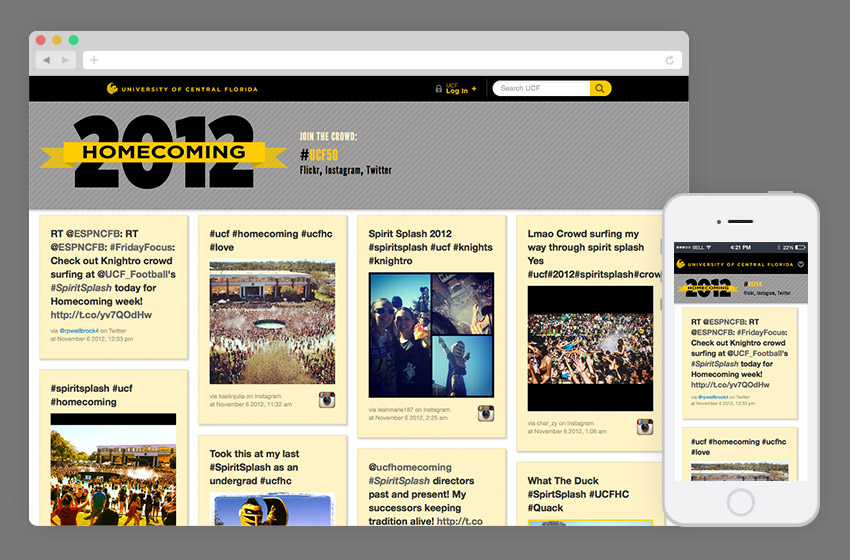 UNIVERSITY OF CENTRAL FLORIDA
UCF
Log In +
Search UCF
2012
HOMECOMING
JOIN THE CROWD:
#UCF50
Flickr, Instagram, Twitter
RT @ESPNCFB: RT
@ESPNCFB: #FridayFocus:
Check out Knightro crowd
surfing at @UCF_Football's
#SpiritSplash today for
Homecoming week!
http://t.co/yv7QOdHw
via @rpwellbrock4 on Twitter
at November 6 2012, 12:33 pm
#spiritsplash #ucf
#homecoming
#ucf #homecoming #ucfhc
#love
via kaelinjulia on Instagram
at November 6 2012, 11:32 am
Took this at my last
#SpiritSplash as an
undergrad #ucfhc
Spirit Splash 2012
#spiritsplash #ucf #knights
#knightro
via leahmarie187 on Instagram
at November 6 2012, 2:25 am
@ucfhomecoming
#SpiritSplash directors
past and present! My
successors keeping
tradition alive! http://t.co
Lmao Crowd surfing my
way through spirit splash
Yes
#ucf#2012#spiritsplash#crow
via char_zy on Instagram
at November 6 2012, 1:06 am
What The Duck
#SpirtSplash #UCFHC
#Quack
BELL 4:21 PM 22%
UNIVERSITY OF CENTRAL FLORIDA
2012
HOMECOMING
#UCF50
Flickr, Instagram, Twitter
RT @ESPNCFB: RT
@ESPNCFB: #FridayFocus:
Check out Knightro crowd
surfing at @UCF_Football's
#SpiritSplash today for
Homecoming week!
http://t.co/yv7QOdHw
via @rpwellbrock4 on Twitter
at November 6 2012, 12:33 pm
#ucf #homecoming #ucfhc
#love